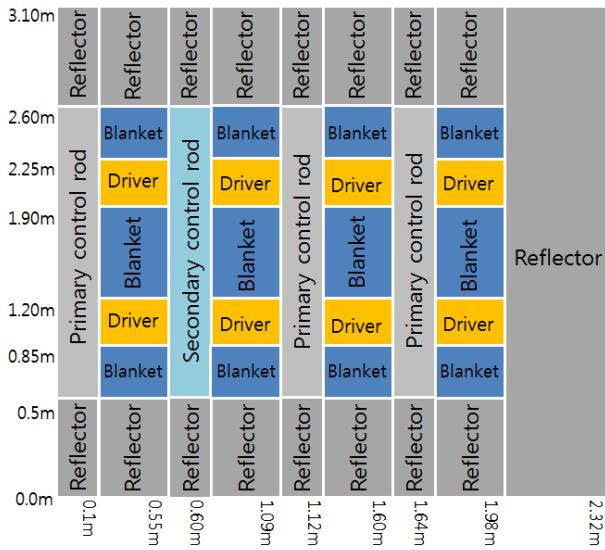 3.10m
Reflector
Reflector
Reflector
Reflector
Reflector
Reflector
Reflector
Reflector
2.60m
Primary control rod
Blanket
Secondary control rod
Blanket
Primary control rod
Blanket
Primary control rod
Blanket
2.25m
Driver
Driver
Driver
Driver
1.90m
Blanket
Blanket
Blanket
Blanket
Reflector
1.20m
Driver
Driver
Driver
Driver
0.85m
Blanket
Blanket
Blanket
Blanket
0.5m
Reflector
Reflector
Reflector
Reflector
Reflector
Reflector
Reflector
Reflector
0.0m
0.1m
0.55m
0.60m
1.09m
1.12m
1.60m
1.64m
1.98m
2.32m